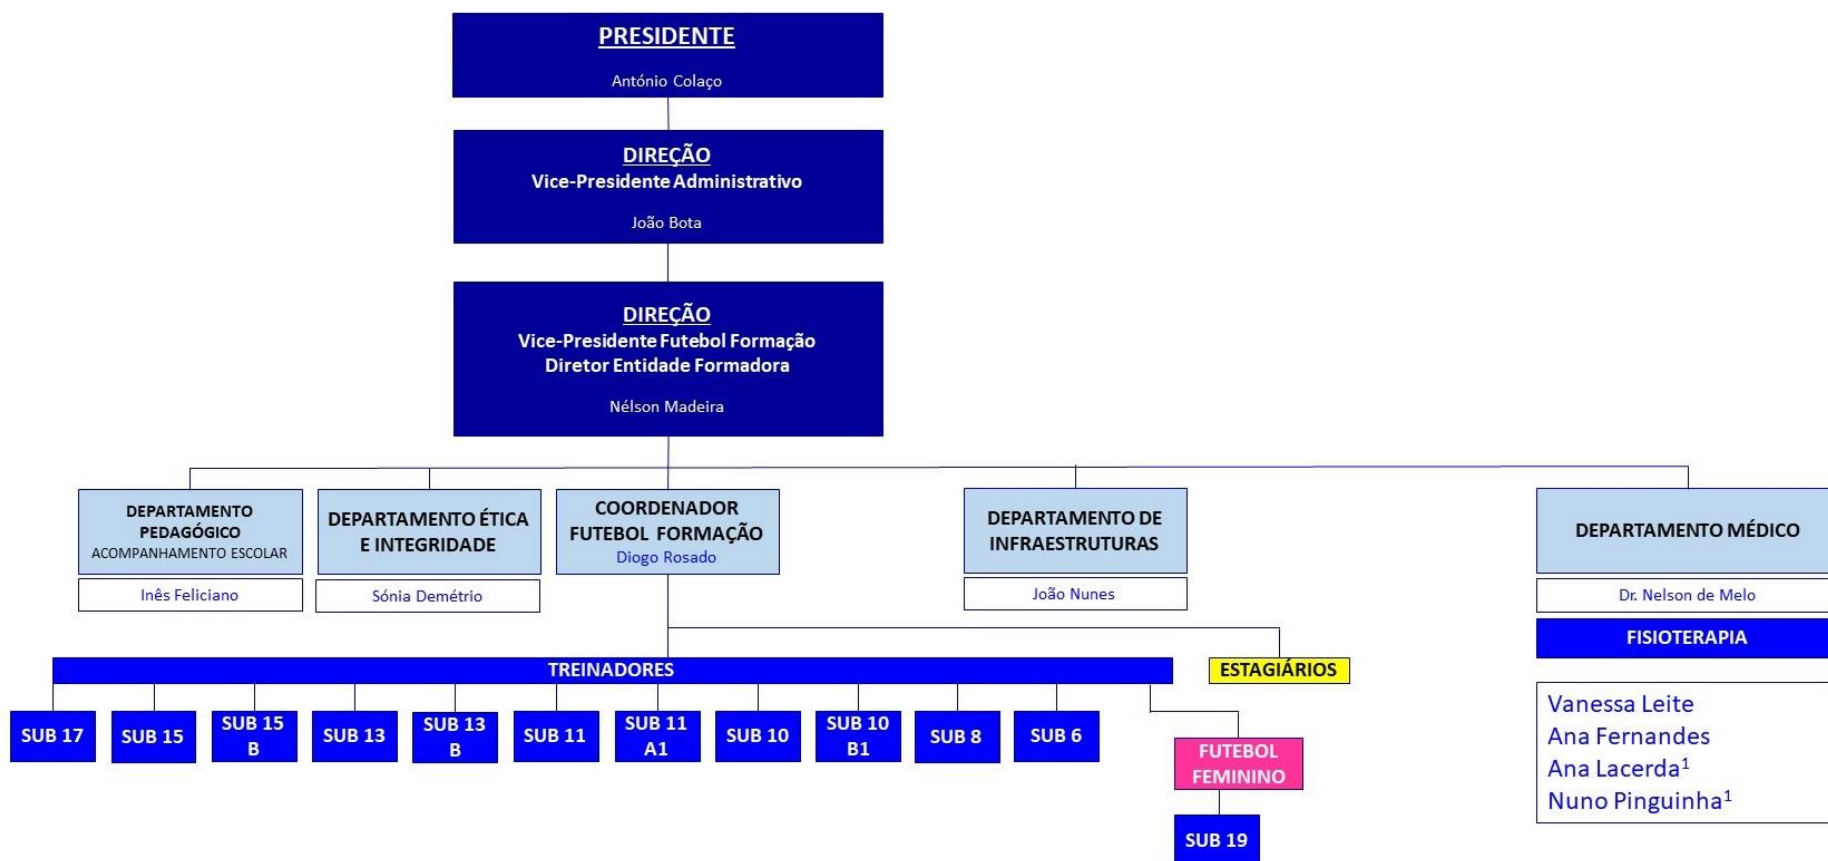 PRESIDENTE
António Colaço
DIREÇÃO
Vice-Presidente Administrativo
João Bota
DIREÇÃO
Vice-Presidente Futebol Formação
Diretor Entidade Formadora
Nélson Madeira
DEPARTAMENTO
PEDAGÓGICO
ACOMPANHAMENTO ESCOLAR
Inês Feliciano
DEPARTAMENTO ÉTICA
E INTEGRIDADE
Sónia Demétrio
COORDENADOR
FUTEBOL FORMAÇÃO
Diogo Rosado
DEPARTAMENTO DE
INFRAESTRUTURAS
João Nunes
DEPARTAMENTO MÉDICO
Dr. Nelson de Melo
FISIOTERAPIA
Vanessa Leite
Ana Fernandes
Ana Lacerda¹
Nuno Pinguinha¹
TREINADORES
ESTAGIÁRIOS
SUB 17
SUB 15
SUB 15
B
SUB 13
SUB 13
B
SUB 11
SUB 11
A1
SUB 10
SUB 10
B1
SUB 8
SUB 6
FUTEBOL
FEMININO
SUB 19